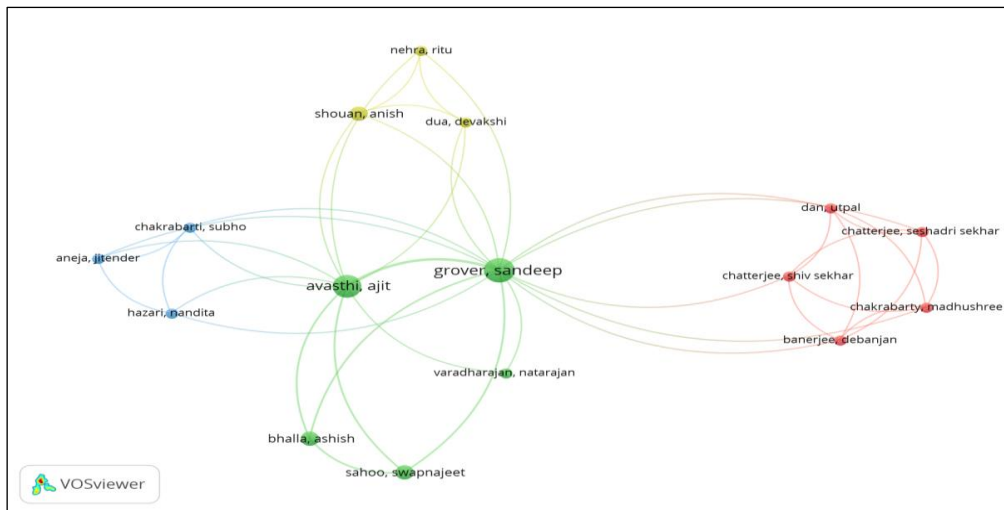 nehra, ritu
shouan, anish
dua, devakshi
dan, utpal
chakrabarti, subho
chatterjee, seshadri sekhar
aneja, jitender
grover, sandeep
chatterjee, shiv sekhar
avasthi, ajit
chakrabarty, madhushree
hazari, nandita
banerjee, debanjan
varadharajan, natarajan
bhalla, ashish
sahoo, swapnajeet
VOSviewer